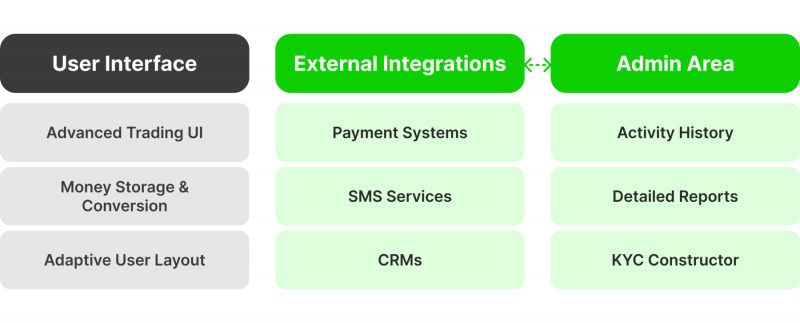 User Interface
External Integrations
Admin Area
Advanced Trading UI
Payment Systems
Activity History
Money Storage &
Conversion
SMS Services
Detailed Reports
Adaptive User Layout
CRMs
KYC Constructor